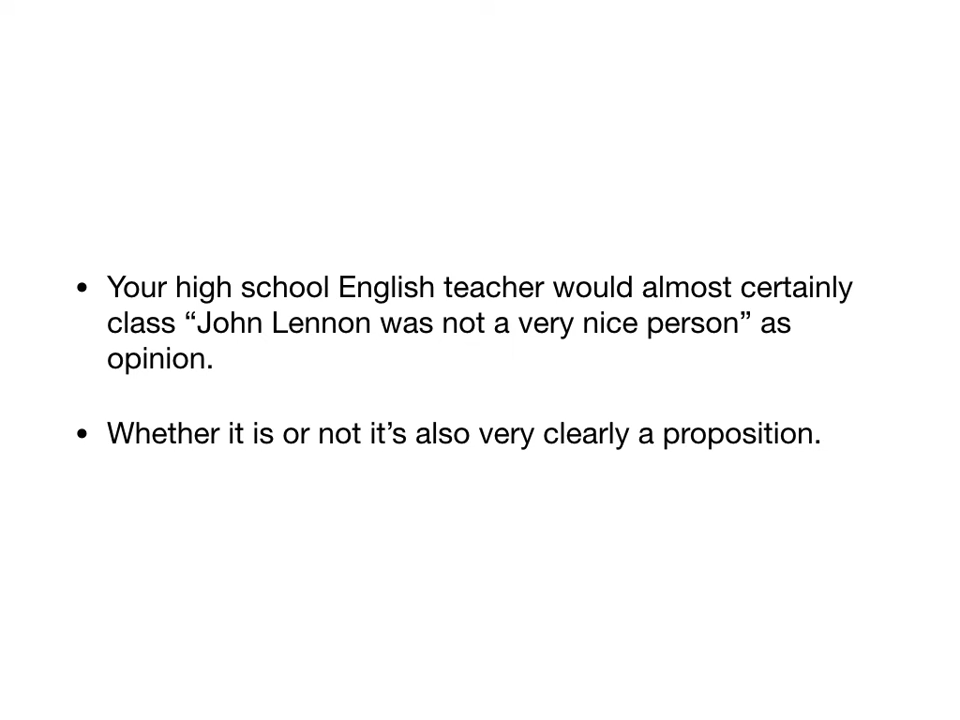 • Your high school English teacher would almost certainly
class “John Lennon was not a very nice person” as
opinion.
• Whether it is or not it’s also very clearly a proposition.